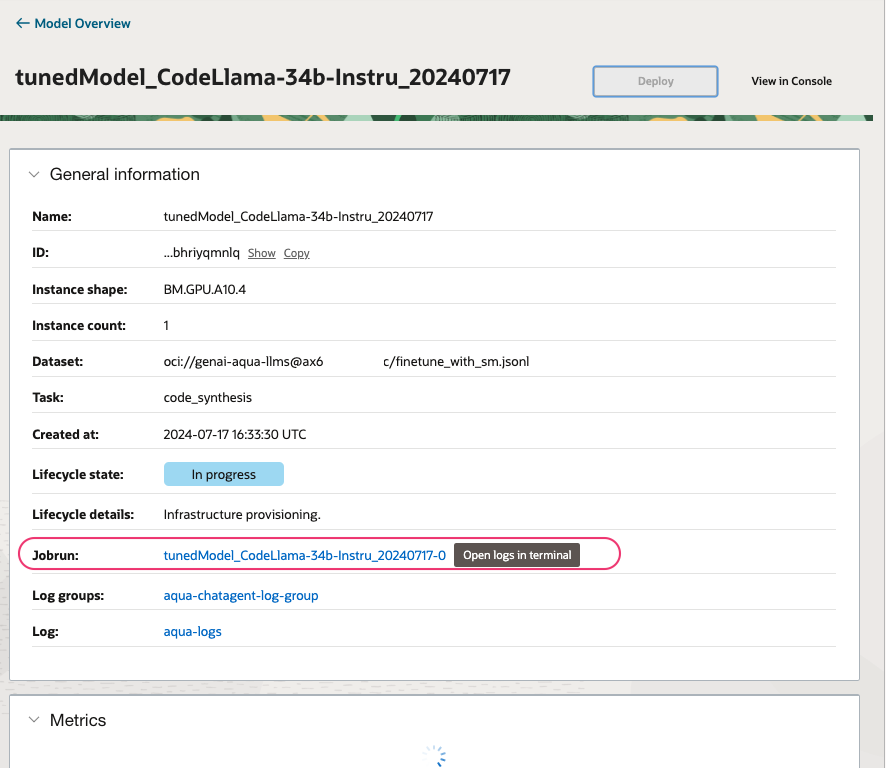 ← Model Overview
tunedModel_CodeLlama-34b-Instru_20240717
Deploy
View in Console
General information
Name: tunedModel_CodeLlama-34b-Instru_20240717
ID: ...bhriyqmnlq Show Copy
Instance shape: BM.GPU.A10.4
Instance count: 1
Dataset: oci://genai-aqua-llms@ax6 c/finetune_with_sm.jsonl
Task: code_synthesis
Created at: 2024-07-17 16:33:30 UTC
Lifecycle state: In progress
Lifecycle details: Infrastructure provisioning.
Jobrun: tunedModel_CodeLlama-34b-Instru_20240717-0 Open logs in terminal
Log groups: aqua-chatagent-log-group
Log: aqua-logs
Metrics